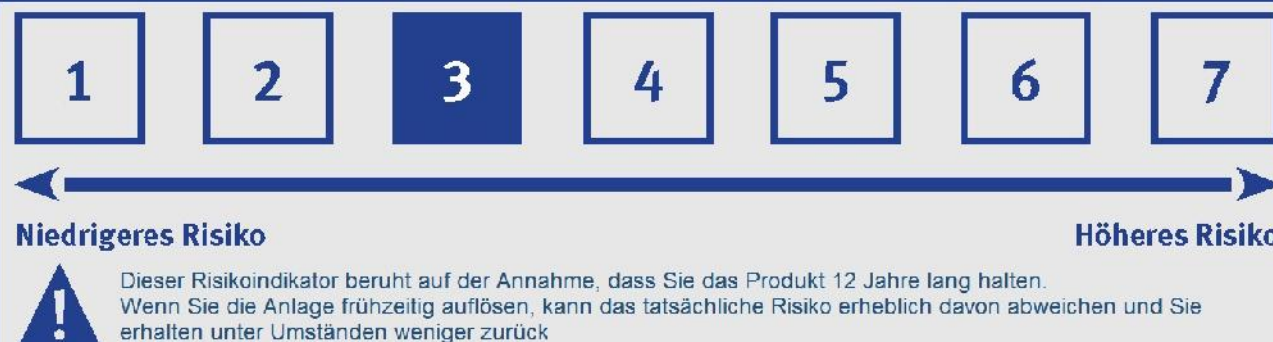 1 2 3 4 5 6 7
Niedrigeres Risiko Höheres Risiko
Dieser Risikoindikator beruht auf der Annahme, dass Sie das Produkt 12 Jahre lang halten.
Wenn Sie die Anlage frühzeitig auflösen, kann das tatsächliche Risiko erheblich davon abweichen und Sie
erhalten unter Umständen weniger zurück